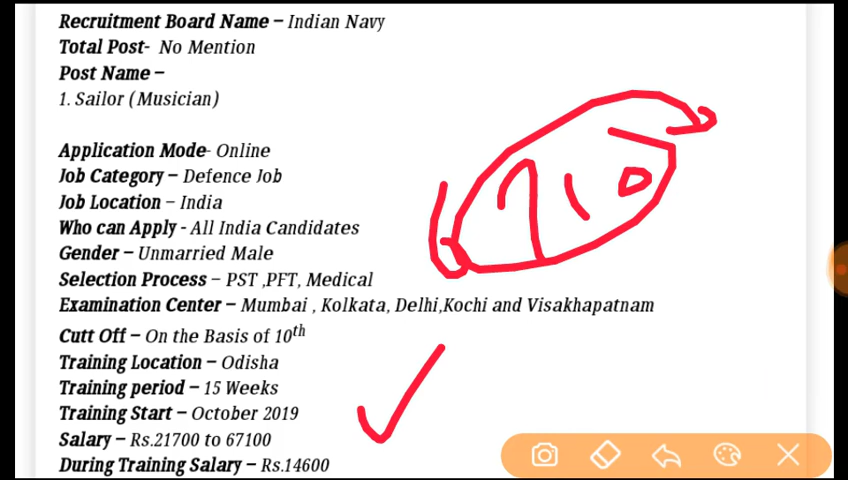 Recruitment Board Name – Indian Navy
Total Post- No Mention
Post Name –
1. Sailor (Musician)
Application Mode- Online
Job Category – Defence Job
Job Location – India
Who can Apply - All India Candidates
Gender – Unmarried Male
Selection Process – PST ,PFT, Medical
Examination Center – Mumbai , Kolkata, Delhi,Kochi and Visakhapatnam
Cutt Off – On the Basis of 10th
Training Location – Odisha
Training period – 15 Weeks
Training Start – October 2019
Salary – Rs.21700 to 67100
During Training Salary – Rs.14600